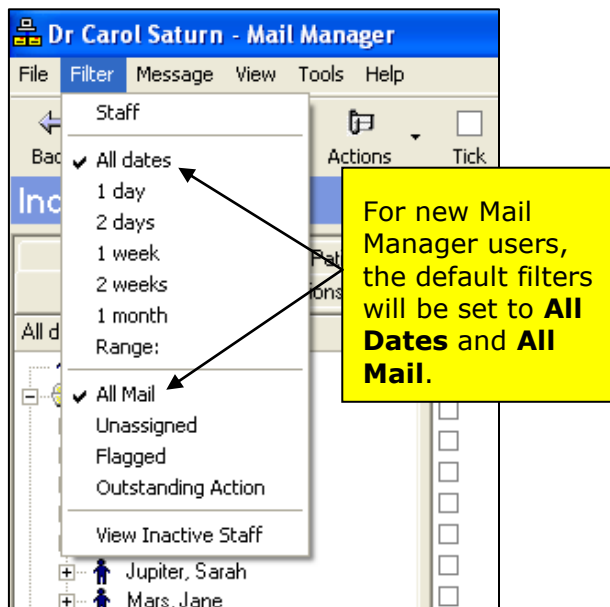 Dr Carol Saturn - Mail Manager
File Filter Message View Tools Help
Staff
Actions Tick
All dates
1 day
2 days
1 week
2 weeks
1 month
Range:
All Mail
Unassigned
Flagged
Outstanding Action
View Inactive Staff
Jupiter, Sarah
Mars, Jane
For new Mail
Manager users,
the default filters
will be set to All
Dates and All
Mail.